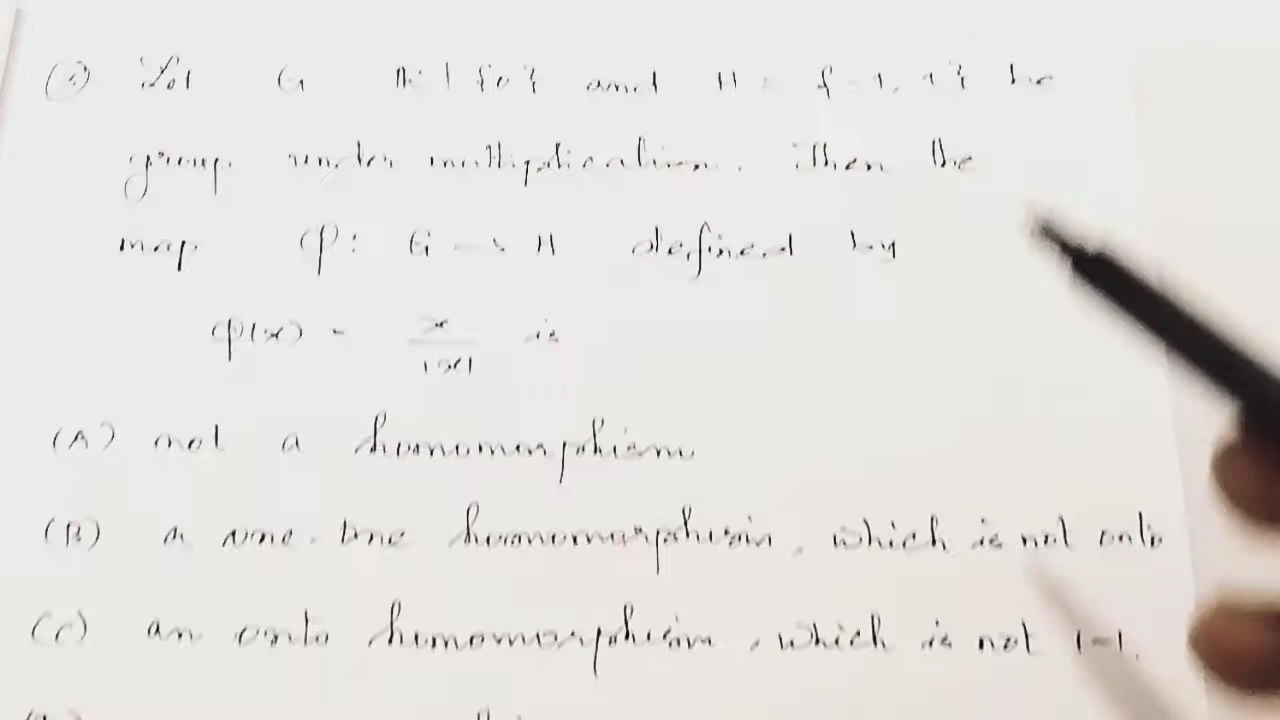 Let G = ℝ \ {0} and H = {-1, 1} be
group under multiplication. Then the
map φ: G → H defined by
φ(x) = x/|x| is
(A) not a homomorphism
(B) a one-one homomorphism, which is not onto
(C) an onto homomorphism, which is not 1-1.